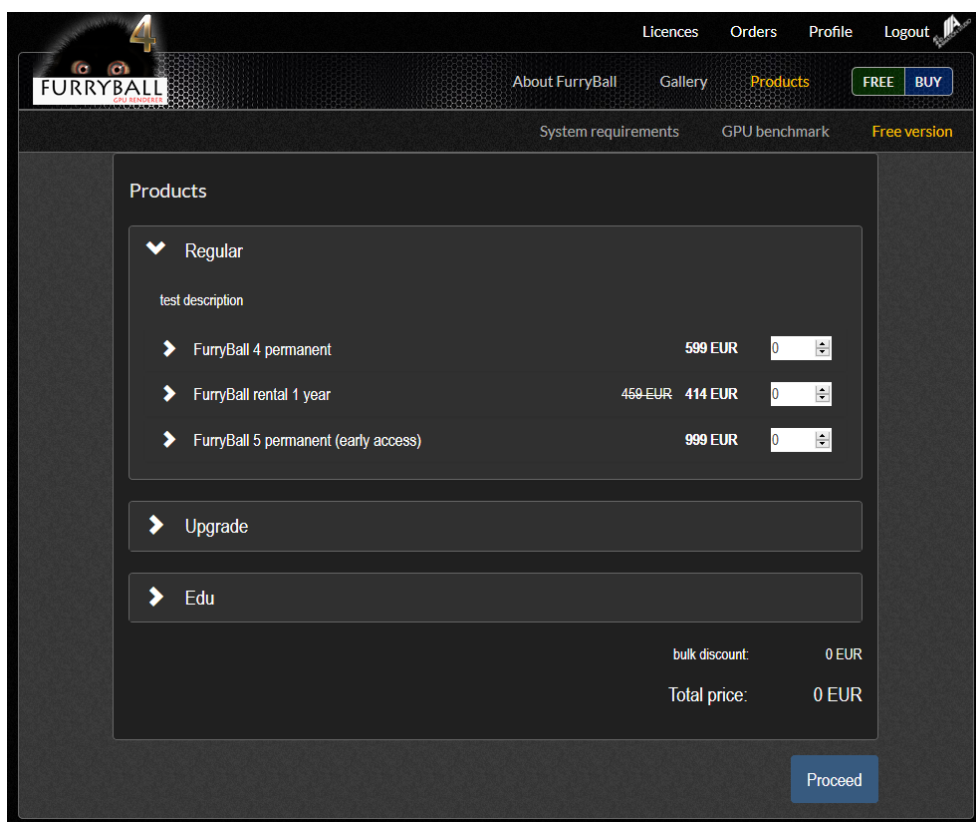 4
Licences Orders Profile Logout
FURRYBALL
GPU RENDERER
About FurryBall Gallery Products FREE BUY
System requirements GPU benchmark Free version
Products
Regular
test description
FurryBall 4 permanent 599 EUR 0
FurryBall rental 1 year 459 EUR 414 EUR 0
FurryBall 5 permanent (early access) 999 EUR 0
Upgrade
Edu
bulk discount: 0 EUR
Total price: 0 EUR
Proceed